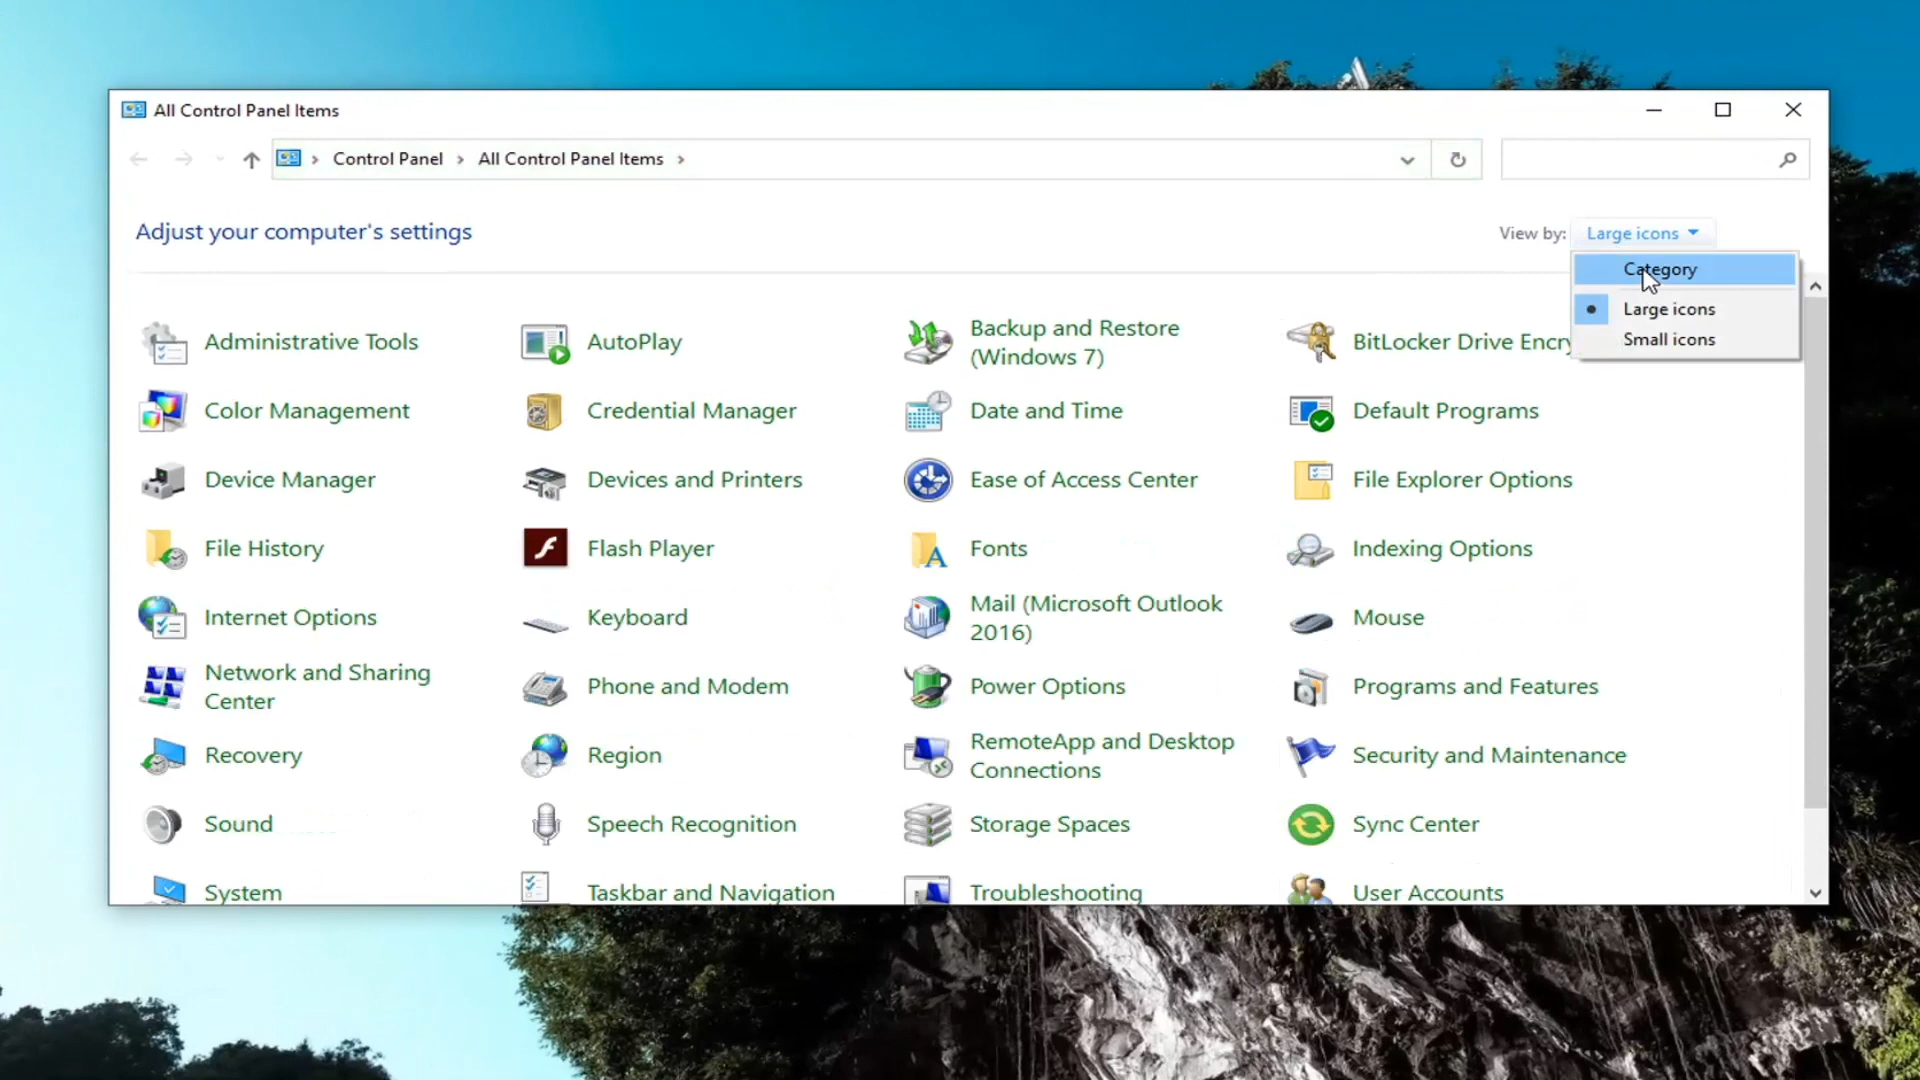 All Control Panel Items
Control Panel
All Control Panel Items
Adjust your computer's settings
View by:
Large icons
Category
Large icons
Small icons
Administrative Tools
AutoPlay
Backup and Restore
(Windows 7)
BitLocker Drive Encry
Color Management
Credential Manager
Date and Time
Default Programs
Device Manager
Devices and Printers
Ease of Access Center
File Explorer Options
File History
Flash Player
Fonts
Indexing Options
Internet Options
Keyboard
Mail (Microsoft Outlook
2016)
Mouse
Network and Sharing
Center
Phone and Modem
Power Options
Programs and Features
Recovery
Region
RemoteApp and Desktop
Connections
Security and Maintenance
Sound
Speech Recognition
Storage Spaces
Sync Center
System
Taskbar and Navigation
Troubleshooting
User Accounts